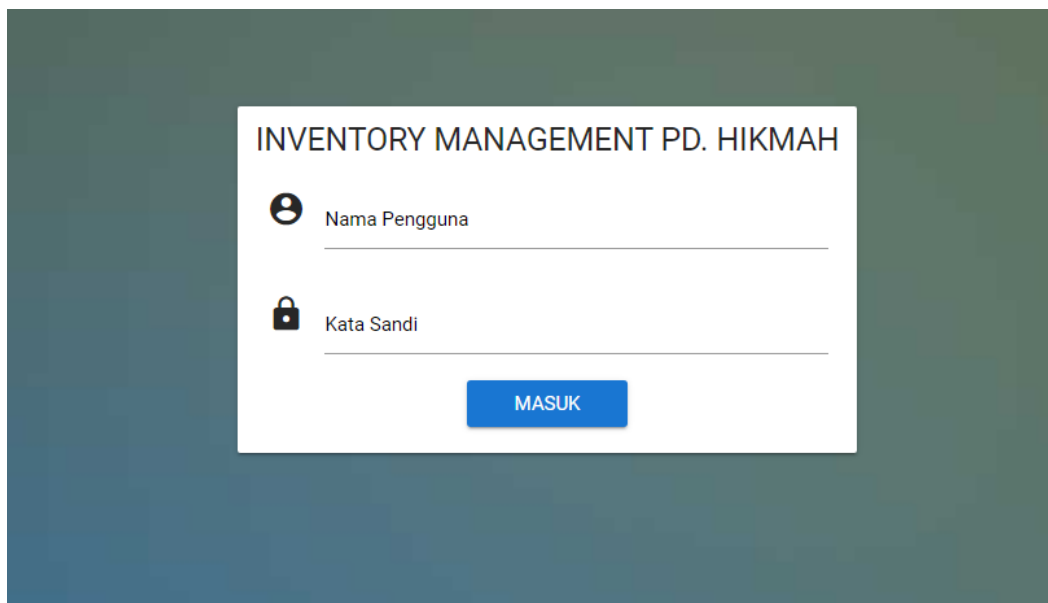 INVENTORY MANAGEMENT PD. HIKMAH
Nama Pengguna
Kata Sandi
MASUK